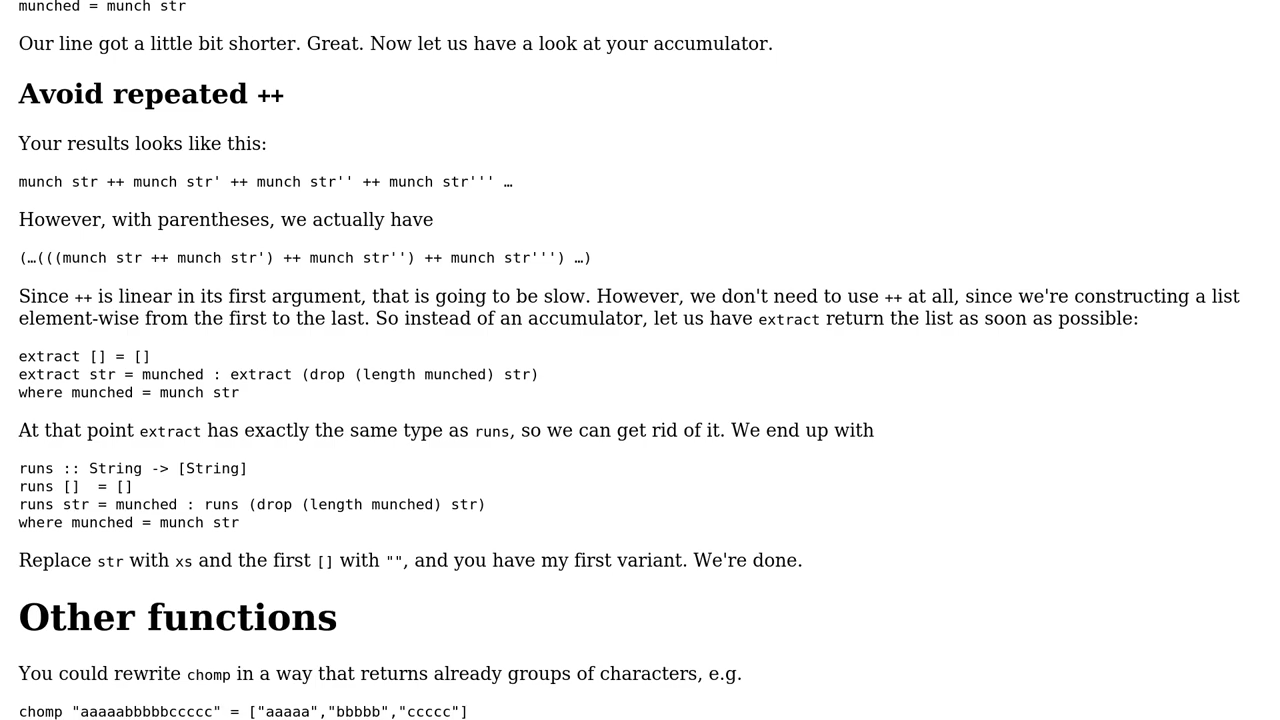 munched = munch str
Our line got a little bit shorter. Great. Now let us have a look at your accumulator.
Avoid repeated ++
Your results looks like this:
munch str ++ munch str' ++ munch str'' ++ munch str''' …
However, with parentheses, we actually have
(…(((munch str ++ munch str') ++ munch str'') ++ munch str''') …)
Since ++ is linear in its first argument, that is going to be slow. However, we don't need to use ++ at all, since we're constructing a list
element-wise from the first to the last. So instead of an accumulator, let us have extract return the list as soon as possible:
extract [] = []
extract str = munched : extract (drop (length munched) str)
where munched = munch str
At that point extract has exactly the same type as runs, so we can get rid of it. We end up with
runs :: String -> [String]
runs []  = []
runs str = munched : runs (drop (length munched) str)
where munched = munch str
Replace str with xs and the first [] with "", and you have my first variant. We're done.
Other functions
You could rewrite chomp in a way that returns already groups of characters, e.g.
chomp "aaaaabbbbbccccc" = ["aaaaa","bbbbb","ccccc"]